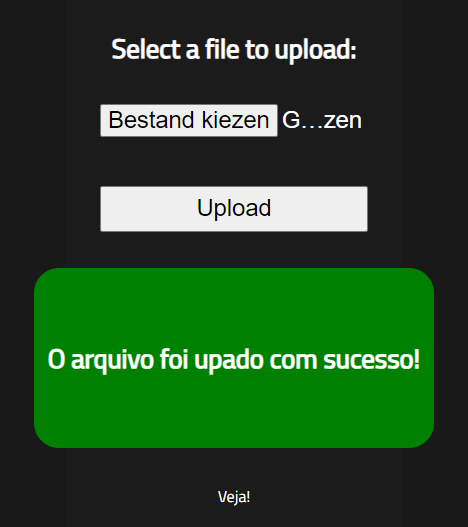 Select a file to upload:
Bestand kiezen G...zen
Upload
O arquivo foi upado com sucesso!
Veja!